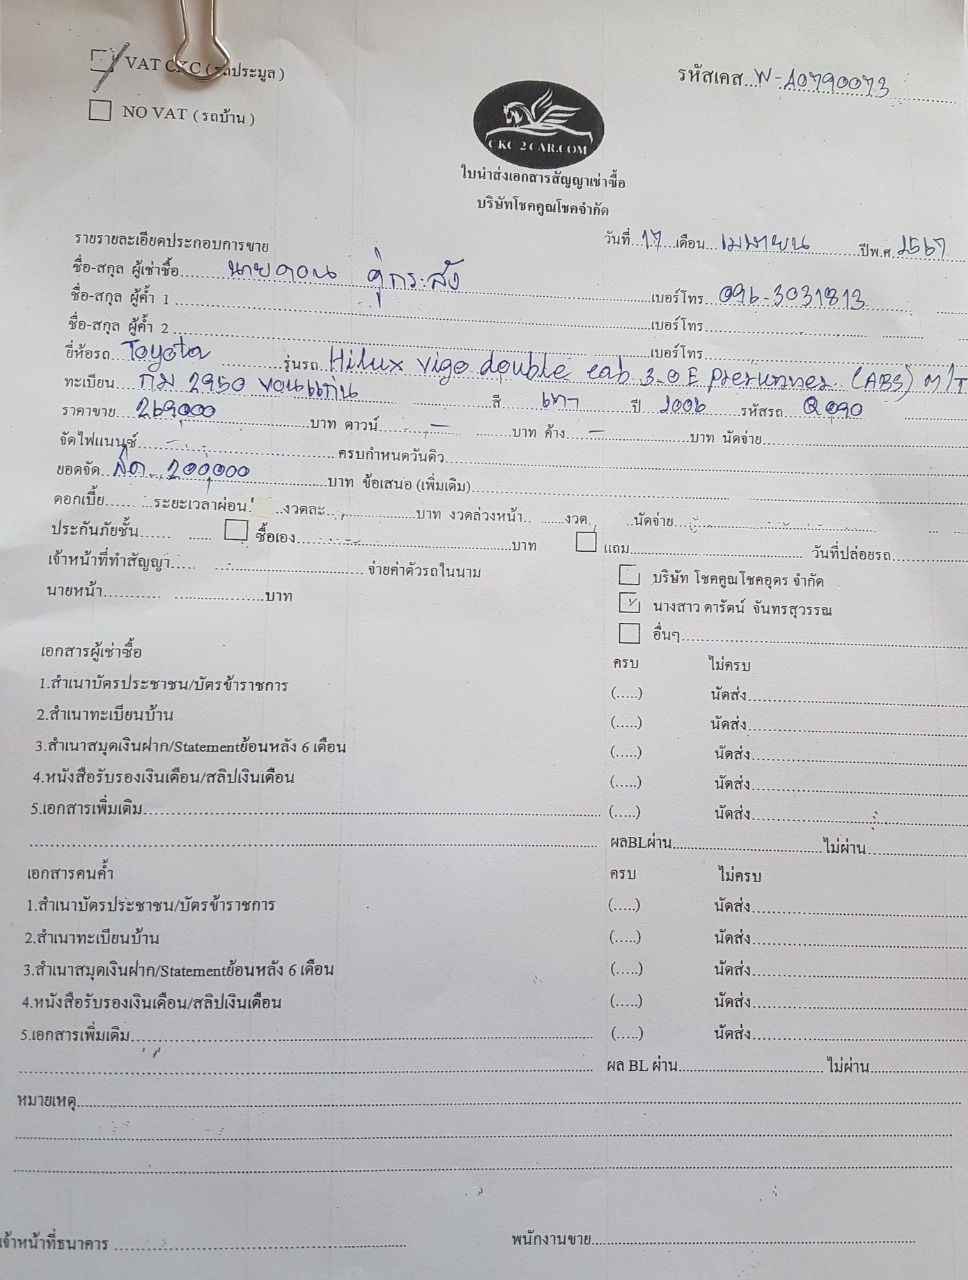 VAT CKC (รถประมูล)
รหัสเคส...W-A0790073
NO VAT (รถบ้าน)
CKC 2CAR.COM
ใบนำส่งเอกสารสัญญาเช่าซื้อ
บริษัทโชคคูณโชคจำกัด
วันที่...17...เดือน...เมษายน...ปีพ.ศ. 2567
รายรายละเอียดประกอบการขาย
ชื่อ-สกุล ผู้เช่าซื้อ...นายดอน คู่กระสัง...เบอร์โทร 096-3031813
ชื่อ-สกุล ผู้ค้ำ 1...เบอร์โทร...
ชื่อ-สกุล ผู้ค้ำ 2...เบอร์โทร...
ยี่ห้อรถ...Toyota...รุ่นรถ...Hilux Vigo double cab 3.0 E Prerunner (ABS) M/T
ทะเบียน กม 2950 ขอนแก่น สี...เทา ปี 2006 รหัสรถ Q090
ราคาขาย 269000 บาท ดาวน์...-...บาท ค้าง...-...บาท นัดจ่าย...
จัดไฟแนนซ์...-...ครบกำหนดวันดิว...
ยอดจัด...สด...200,000...บาท ข้อเสนอ (เพิ่มเติม)...
ดอกเบี้ย...ระยะเวลาผ่อน...งวดละ...บาท งวดล่วงหน้า...งวด...นัดจ่าย...
ประกันภัยชั้น... ซื้อเอง...บาท แถม...วันที่ปล่อยรถ...
เจ้าหน้าที่ทำสัญญา...จ่ายค่าตัวรถในนาม บริษัท โชคคูณโชคอุดร จำกัด
นายหน้า...บาท นางสาว ดารัตน์ จันทรสุวรรณ
อื่นๆ...
เอกสารผู้เช่าซื้อ ครบ ไม่ครบ
1.สำเนาบัตรประชาชน/บัตรข้าราชการ (.....) นัดส่ง...
2.สำเนาทะเบียนบ้าน (.....) นัดส่ง...
3.สำเนาสมุดเงินฝาก/Statementย้อนหลัง 6 เดือน (.....) นัดส่ง...
4.หนังสือรับรองเงินเดือน/สลิปเงินเดือน (.....) นัดส่ง...
5.เอกสารเพิ่มเติม... (.....) นัดส่ง...
ผลBLผ่าน...ไม่ผ่าน...
เอกสารคนค้ำ ครบ ไม่ครบ
1.สำเนาบัตรประชาชน/บัตรข้าราชการ (.....) นัดส่ง...
2.สำเนาทะเบียนบ้าน (.....) นัดส่ง...
3.สำเนาสมุดเงินฝาก/Statementย้อนหลัง 6 เดือน (.....) นัดส่ง...
4.หนังสือรับรองเงินเดือน/สลิปเงินเดือน (.....) นัดส่ง...
5.เอกสารเพิ่มเติม... (.....) นัดส่ง...
ผล BL ผ่าน...ไม่ผ่าน...
หมายเหตุ...
เจ้าหน้าที่ธนาคาร... พนักงานขาย...